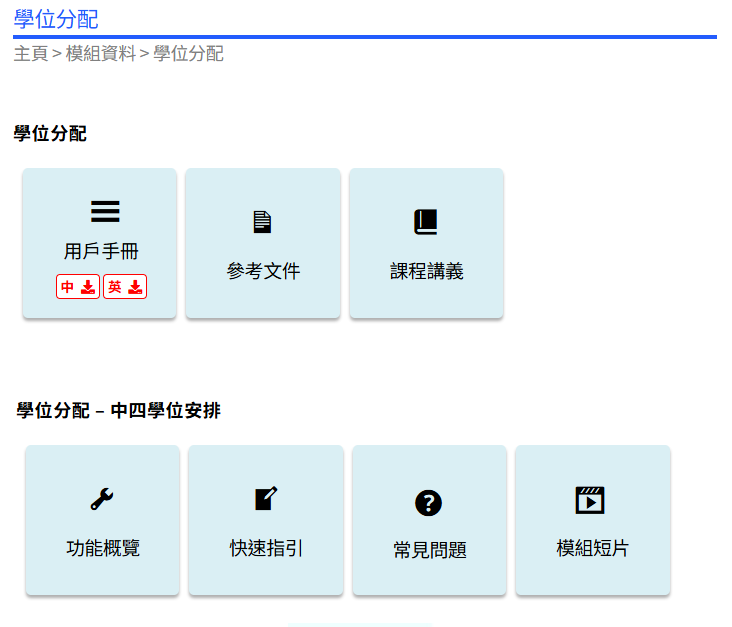 學位分配
主頁 > 模組資料 > 學位分配
學位分配
用戶手冊
中
英
參考文件
課程講義
學位分配 – 中四學位安排
功能概覽
快速指引
常見問題
模組短片